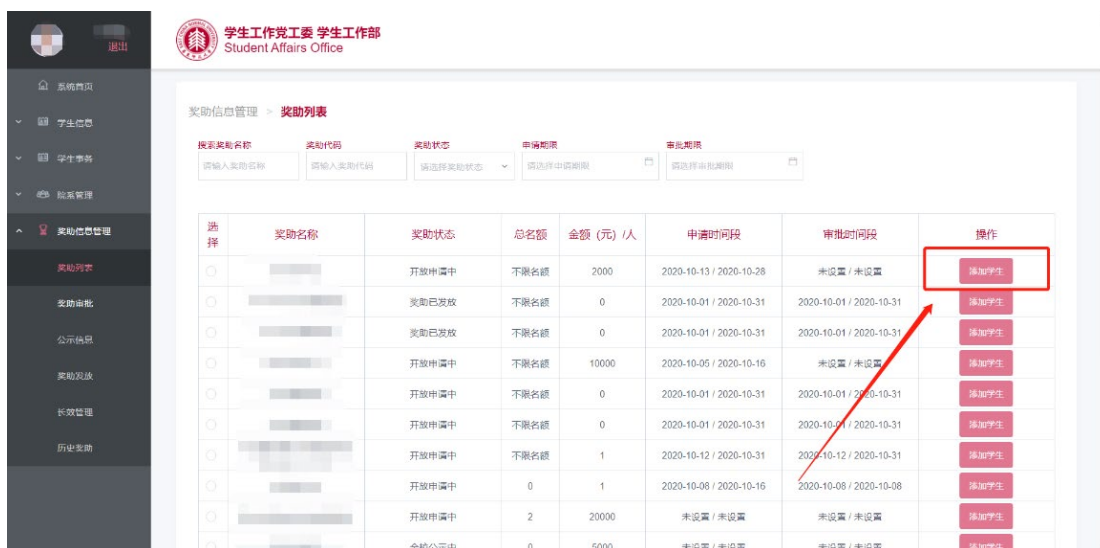 退出
学生工作党工委 学生工作部
Student Affairs Office
系统首页
学生信息
学生事务
院系管理
奖助信息管理
奖助列表
奖助审批
公示信息
奖助发放
长效管理
历史奖助
奖助信息管理 > 奖助列表
搜索奖助名称 奖助代码 奖助状态 申请期限 审批期限
请输入奖助名称 请输入奖助代码 请选择奖助状态 请选择申请期限 请选择审批期限
选择 奖助名称 奖助状态 总名额 金额 (元) /人 申请时间段 审批时间段 操作
开放申请中 不限名额 2000 2020-10-13 / 2020-10-28 未设置 / 未设置 添加学生
奖助已发放 不限名额 0 2020-10-01 / 2020-10-31 2020-10-01 / 2020-10-31 添加学生
奖助已发放 不限名额 0 2020-10-01 / 2020-10-31 2020-10-01 / 2020-10-31 添加学生
开放申请中 不限名额 10000 2020-10-05 / 2020-10-16 未设置 / 未设置 添加学生
开放申请中 不限名额 0 2020-10-01 / 2020-10-31 2020-10-01 / 2020-10-31 添加学生
开放申请中 不限名额 0 2020-10-01 / 2020-10-31 2020-10-01 / 2020-10-31 添加学生
开放申请中 不限名额 1 2020-10-12 / 2020-10-31 2020-10-12 / 2020-10-31 添加学生
开放申请中 0 1 2020-10-08 / 2020-10-16 2020-10-08 / 2020-10-08 添加学生
开放申请中 2 20000 未设置 / 未设置 未设置 / 未设置 添加学生
全校公示中 0 5000 未设置 / 未设置 未设置 / 未设置 添加学生